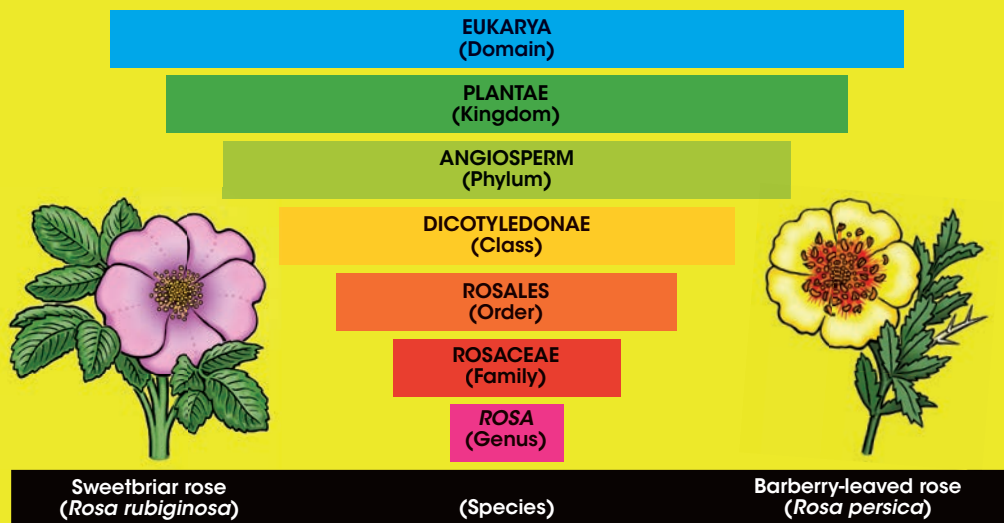 EUKARYA
(Domain)
PLANTAE
(Kingdom)
ANGIOSPERM
(Phylum)
DICOTYLEDONAE
(Class)
ROSALES
(Order)
ROSACEAE
(Family)
ROSA
(Genus)
Sweetbriar rose
(Rosa rubiginosa)
(Species)
Barberry-leaved rose
(Rosa persica)